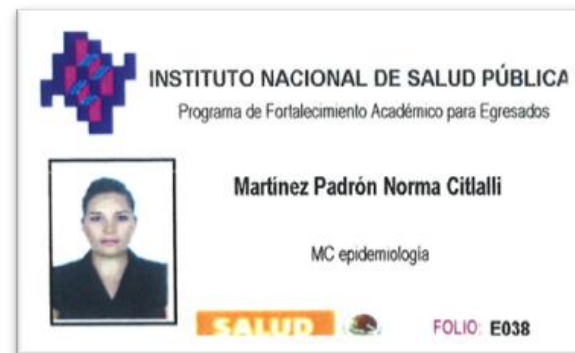 INSTITUTO NACIONAL DE SALUD PÚBLICA
Programa de Fortalecimiento Académico para Egresados
Martínez Padrón Norma Citlalli
MC epidemiología
SALUD
FOLIO: E038